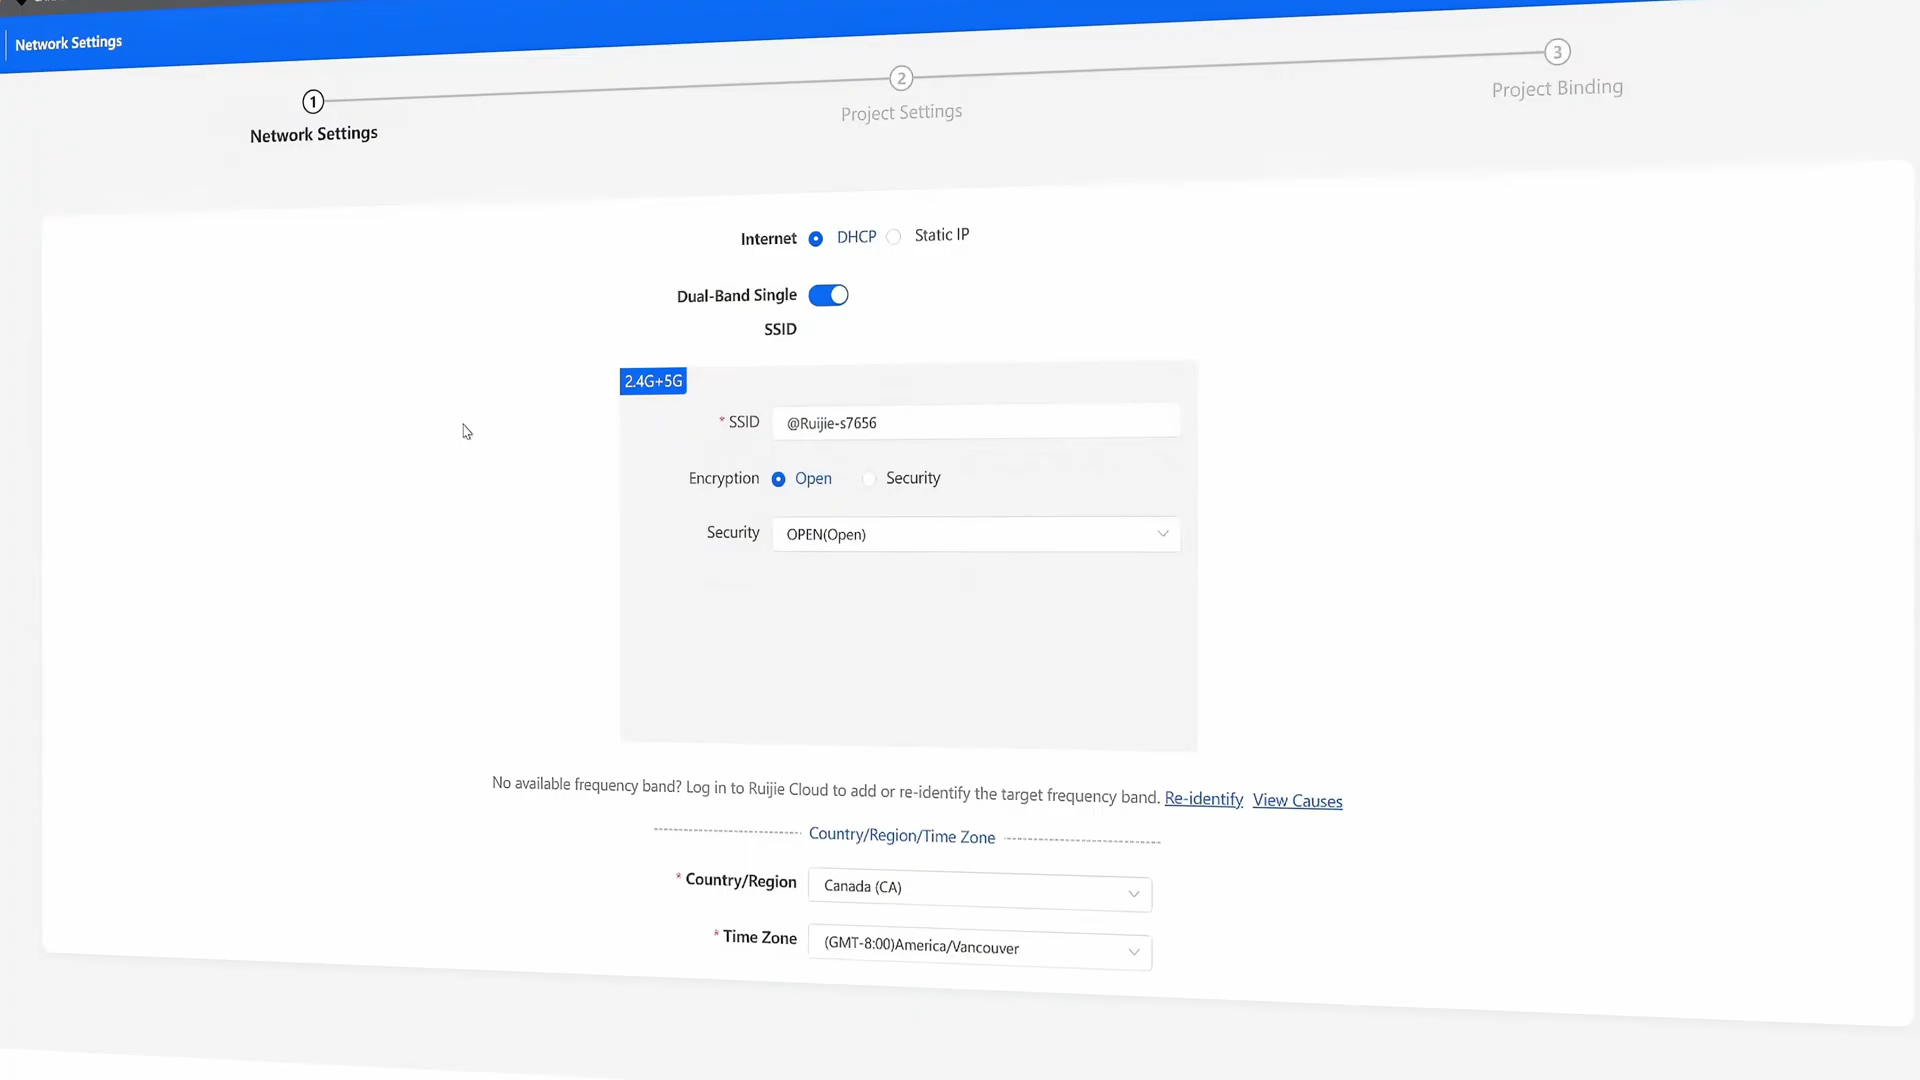 Network Settings
1
Network Settings
2
Project Settings
3
Project Binding
Internet DHCP Static IP
Dual-Band Single
SSID
2.4G+5G
* SSID @Ruijie-s7656
Encryption Open Security
Security OPEN(Open)
No available frequency band? Log in to Ruijie Cloud to add or re-identify the target frequency band. Re-identify View Causes
Country/Region/Time Zone
* Country/Region Canada (CA)
* Time Zone (GMT-8:00)America/Vancouver